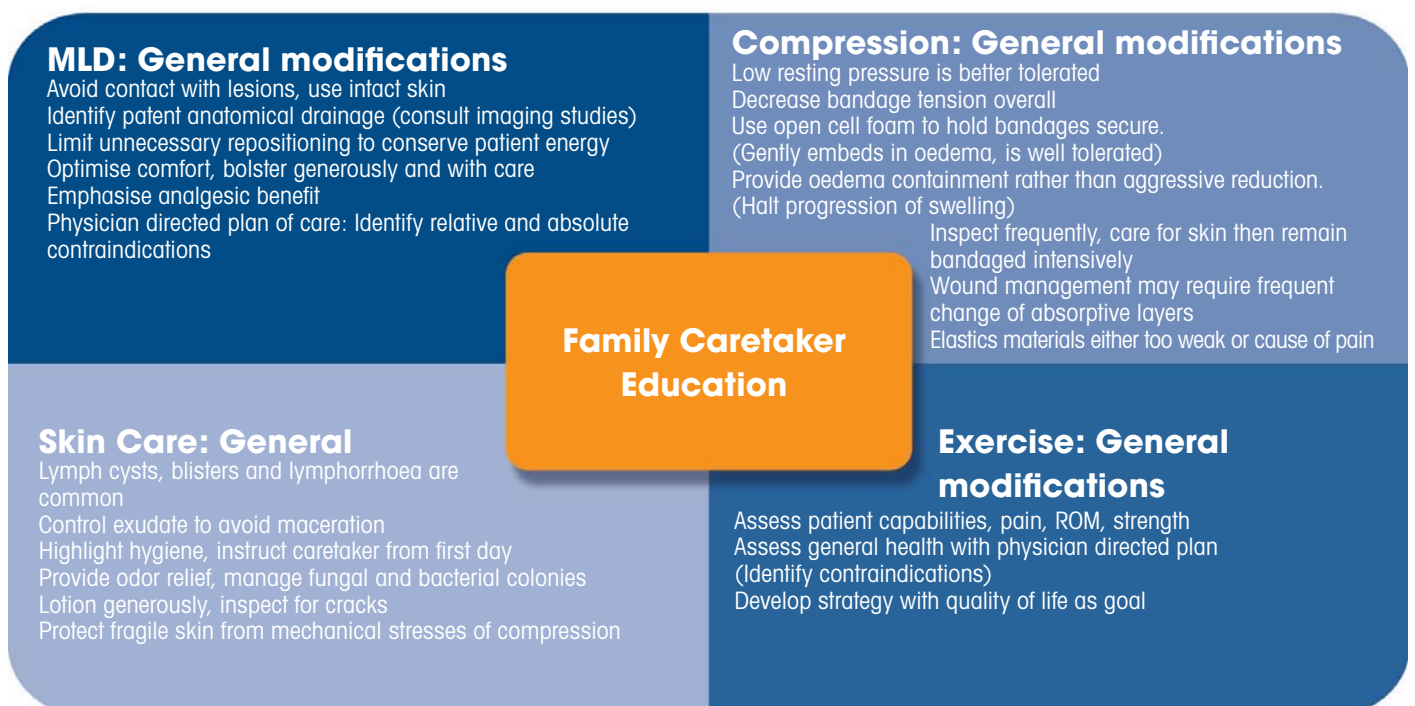 MLD: General modifications
Avoid contact with lesions, use intact skin
Identify patent anatomical drainage (consult imaging studies)
Limit unnecessary repositioning to conserve patient energy
Optimise comfort, bolster generously and with care
Emphasise analgesic benefit
Physician directed plan of care: Identify relative and absolute
contraindications
Compression: General modifications
Low resting pressure is better tolerated
Decrease bandage tension overall
Use open cell foam to hold bandages secure.
(Gently embeds in oedema, is well tolerated)
Provide oedema containment rather than aggressive reduction.
(Halt progression of swelling)
Inspect frequently, care for skin then remain
bandaged intensively
Wound management may require frequent
change of absorptive layers
Elastics materials either too weak or cause of pain
Family Caretaker
Education
Skin Care: General
Lymph cysts, blisters and lymphorrhoea are
common
Control exudate to avoid maceration
Highlight hygiene, instruct caretaker from first day
Provide odor relief, manage fungal and bacterial colonies
Lotion generously, inspect for cracks
Protect fragile skin from mechanical stresses of compression
Exercise: General
modifications
Assess patient capabilities, pain, ROM, strength
Assess general health with physician directed plan
(Identify contraindications)
Develop strategy with quality of life as goal